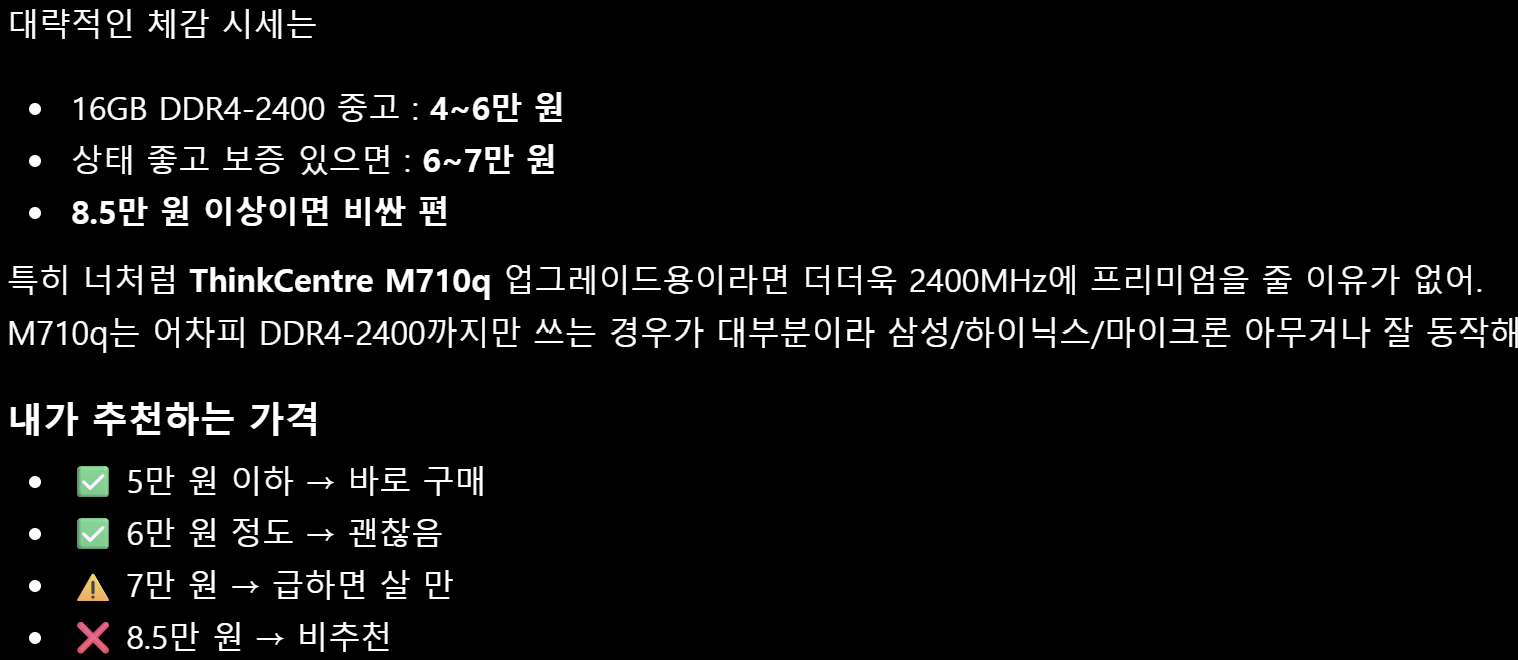 대략적인 체감 시세는
• 16GB DDR4-2400 중고 : 4~6만 원
• 상태 좋고 보증 있으면 : 6~7만 원
• 8.5만 원 이상이면 비싼 편
특히 너처럼 ThinkCentre M710q 업그레이드용이라면 더더욱 2400MHz에 프리미엄을 줄 이유가 없어.
M710q는 어차피 DDR4-2400까지만 쓰는 경우가 대부분이라 삼성/하이닉스/마이크론 아무거나 잘 동작해
내가 추천하는 가격
• ✅ 5만 원 이하 → 바로 구매
• ✅ 6만 원 정도 → 괜찮음
• ⚠️ 7만 원 → 급하면 살 만
• ❌ 8.5만 원 → 비추천